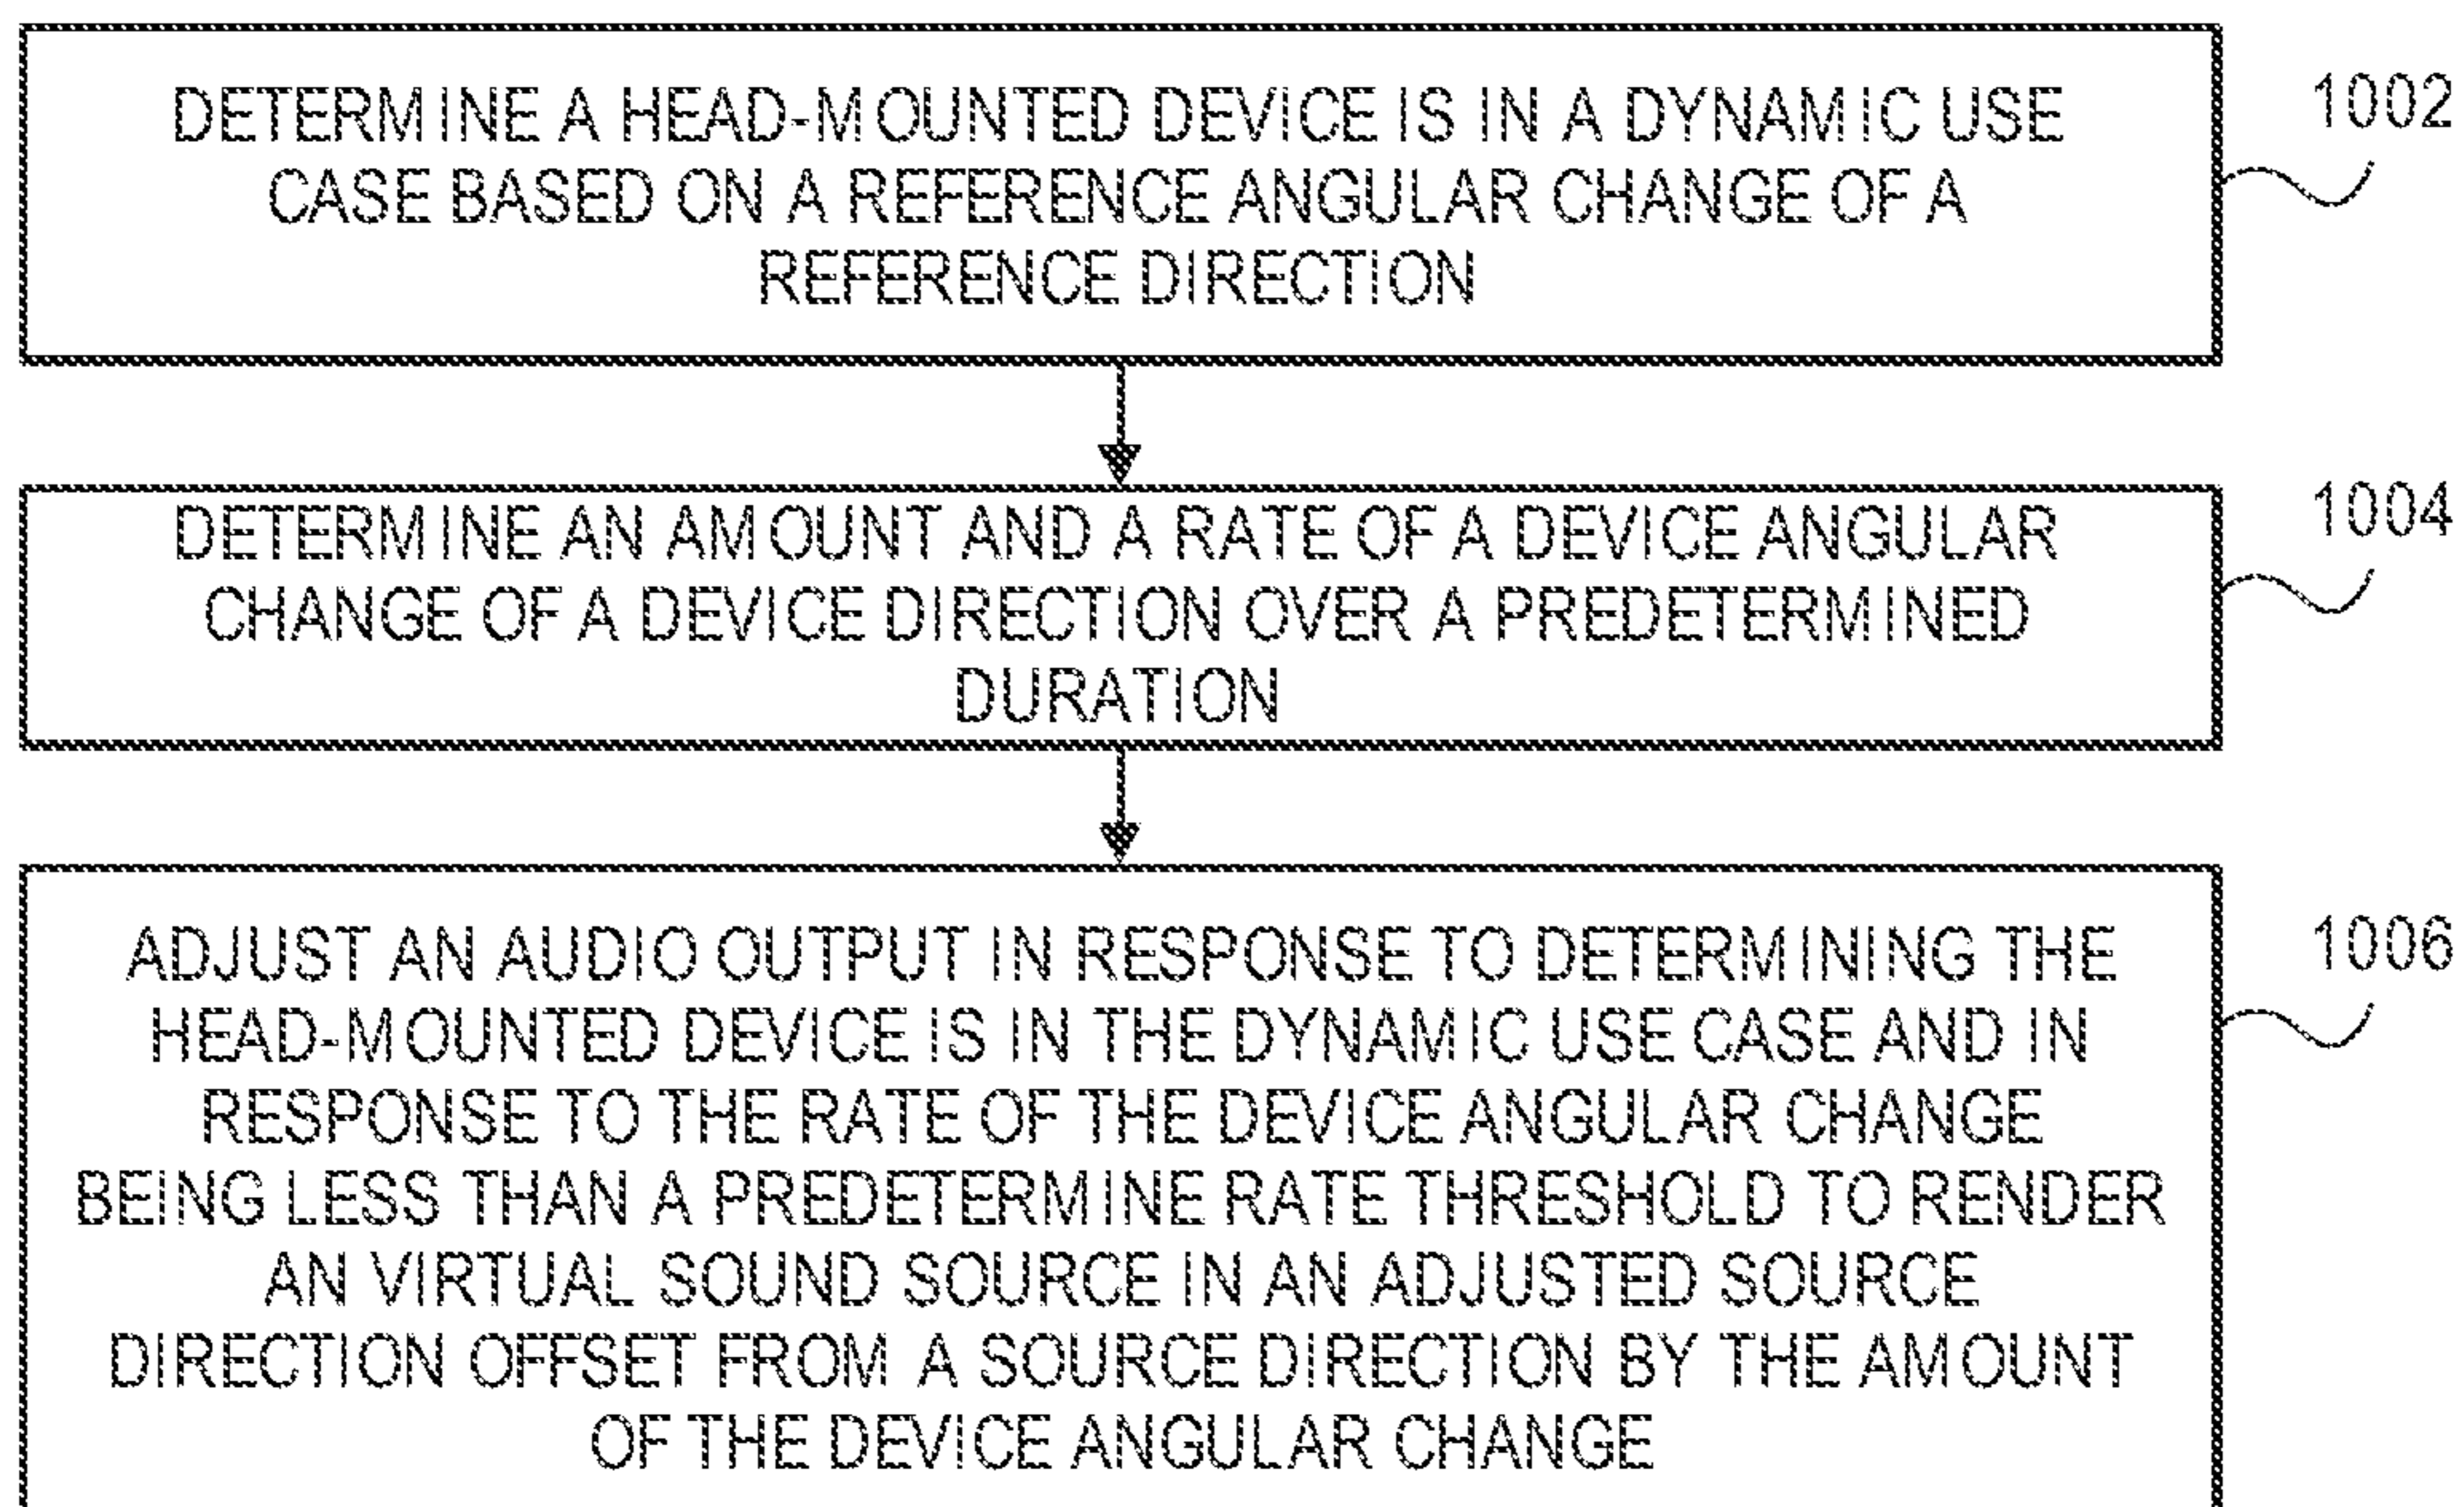 DETERMINE A HEAD-MOUNTED DEVICE IS IN A DYNAMIC USE
CASE BASED ON A REFERENCE ANGULAR CHANGE OF A
REFERENCE DIRECTION
1002
DETERMINE AN AMOUNT AND A RATE OF A DEVICE ANGULAR
CHANGE OF A DEVICE DIRECTION OVER A PREDETERMINED
DURATION
1004
ADJUST AN AUDIO OUTPUT IN RESPONSE TO DETERMINING THE
HEAD-MOUNTED DEVICE IS IN THE DYNAMIC USE CASE AND IN
RESPONSE TO THE RATE OF THE DEVICE ANGULAR CHANGE
BEING LESS THAN A PREDETERMINE RATE THRESHOLD TO RENDER
AN VIRTUAL SOUND SOURCE IN AN ADJUSTED SOURCE
DIRECTION OFFSET FROM A SOURCE DIRECTION BY THE AMOUNT
OF THE DEVICE ANGULAR CHANGE
1006